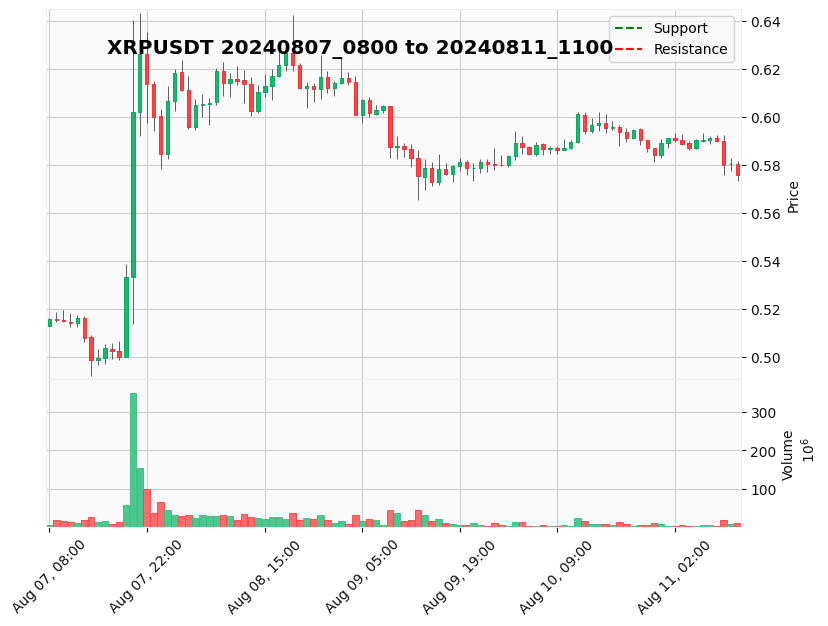 XRPUSDT 20240807_0800 to 20240811_1100
Support
Resistance
0.64
0.62
0.60
0.58
0.56
0.54
0.52
0.50
Price
300
200
100
Volume
10^6
Aug 07, 08:00
Aug 07, 22:00
Aug 08, 15:00
Aug 09, 05:00
Aug 09, 19:00
Aug 10, 09:00
Aug 11, 02:00